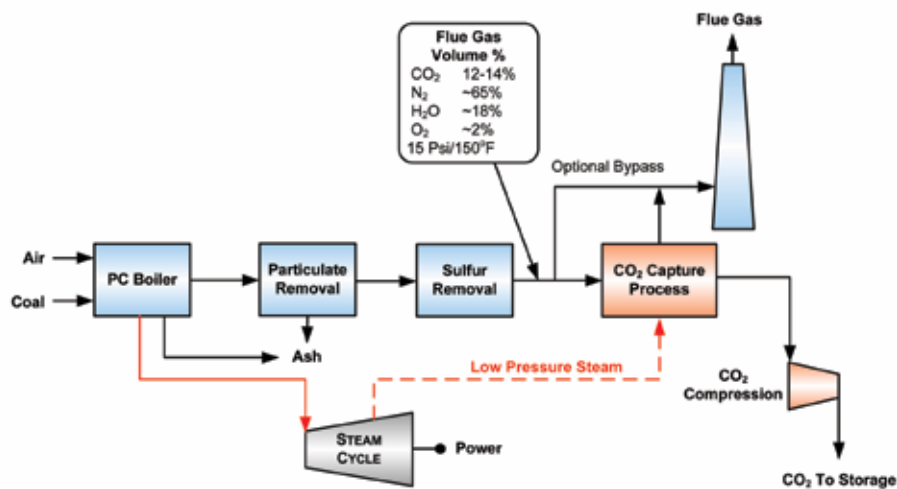 Flue Gas
Flue Gas
Volume %
CO₂ 12-14%
N₂ ~65%
H₂O ~18%
O₂ ~2%
15 Psi/150°F
Optional Bypass
Air
Coal
PC Boiler
Particulate
Removal
Sulfur
Removal
CO₂ Capture
Process
Ash
Low Pressure Steam
CO₂
Compression
STEAM
CYCLE
Power
CO₂ To Storage